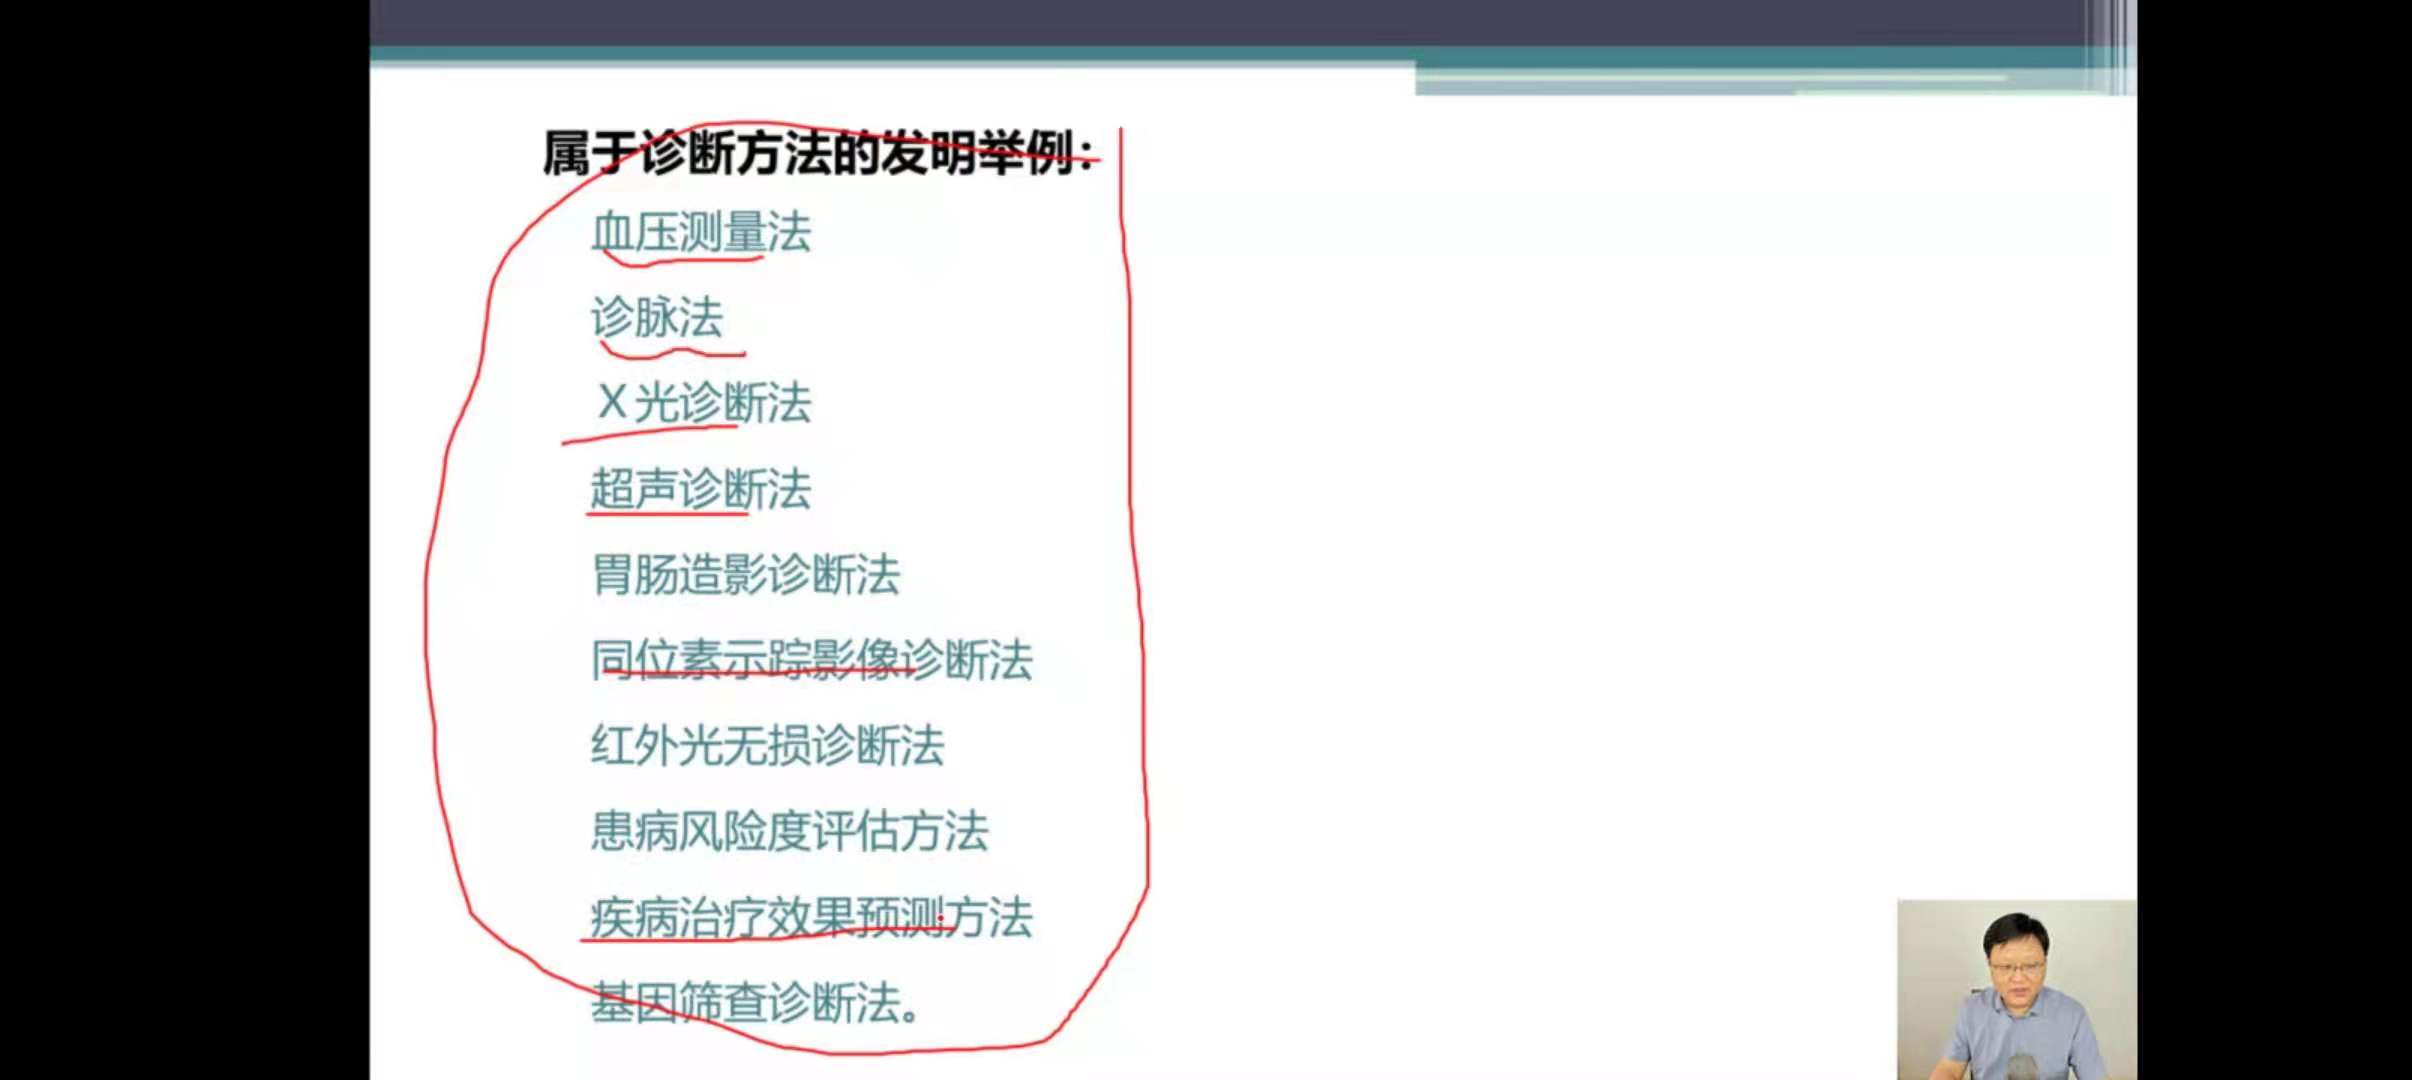 属于诊断方法的发明举例：
血压测量法
诊脉法
X光诊断法
超声诊断法
胃肠造影诊断法
同位素示踪影像诊断法
红外光无损诊断法
患病风险度评估方法
疾病治疗效果预测方法
基因筛查诊断法。